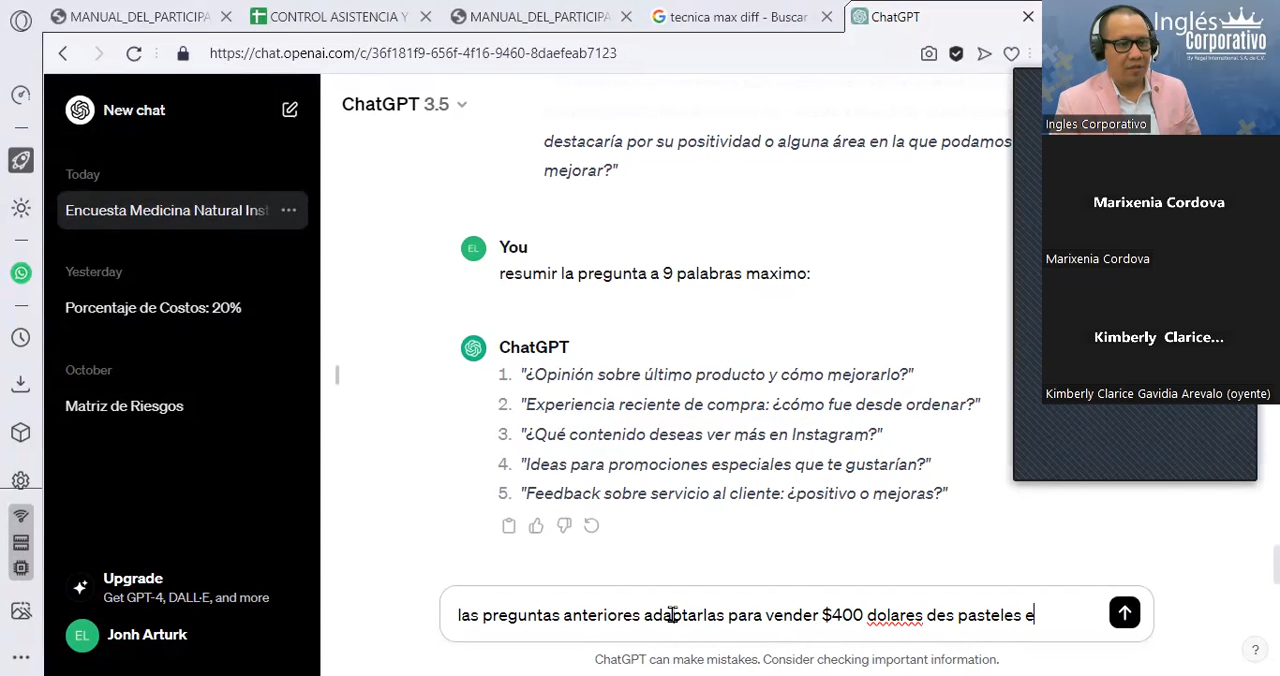 MANUAL_DEL_PARTICIPA
CONTROL ASISTENCIA Y
MANUAL_DEL_PARTICIPA
tecnica max diff - Buscar
ChatGPT
https://chat.openai.com/c/36f181f9-656f-4f16-9460-8daefeab7123
Inglés
Corporativo
By Regal International, S.A. de C.V.
Ingles Corporativo
Marixenia Cordova
Marixenia Cordova
Kimberly Clarice...
Kimberly Clarice Gavidia Arevalo (oyente)
New chat
Today
Encuesta Medicina Natural Inst
Yesterday
Porcentaje de Costos: 20%
October
Matriz de Riesgos
Upgrade
Get GPT-4, DALL·E, and more
EL
Jonh Arturk
ChatGPT 3.5
destacaría por su positividad o alguna área en la que podamos
mejorar?"
EL
You
resumir la pregunta a 9 palabras maximo:
ChatGPT
1. "¿Opinión sobre último producto y cómo mejorarlo?"
2. "Experiencia reciente de compra: ¿cómo fue desde ordenar?"
3. "¿Qué contenido deseas ver más en Instagram?"
4. "Ideas para promociones especiales que te gustarían?"
5. "Feedback sobre servicio al cliente: ¿positivo o mejoras?"
las preguntas anteriores adaptarlas para vender $400 dolares des pasteles e
ChatGPT can make mistakes. Consider checking important information.
?